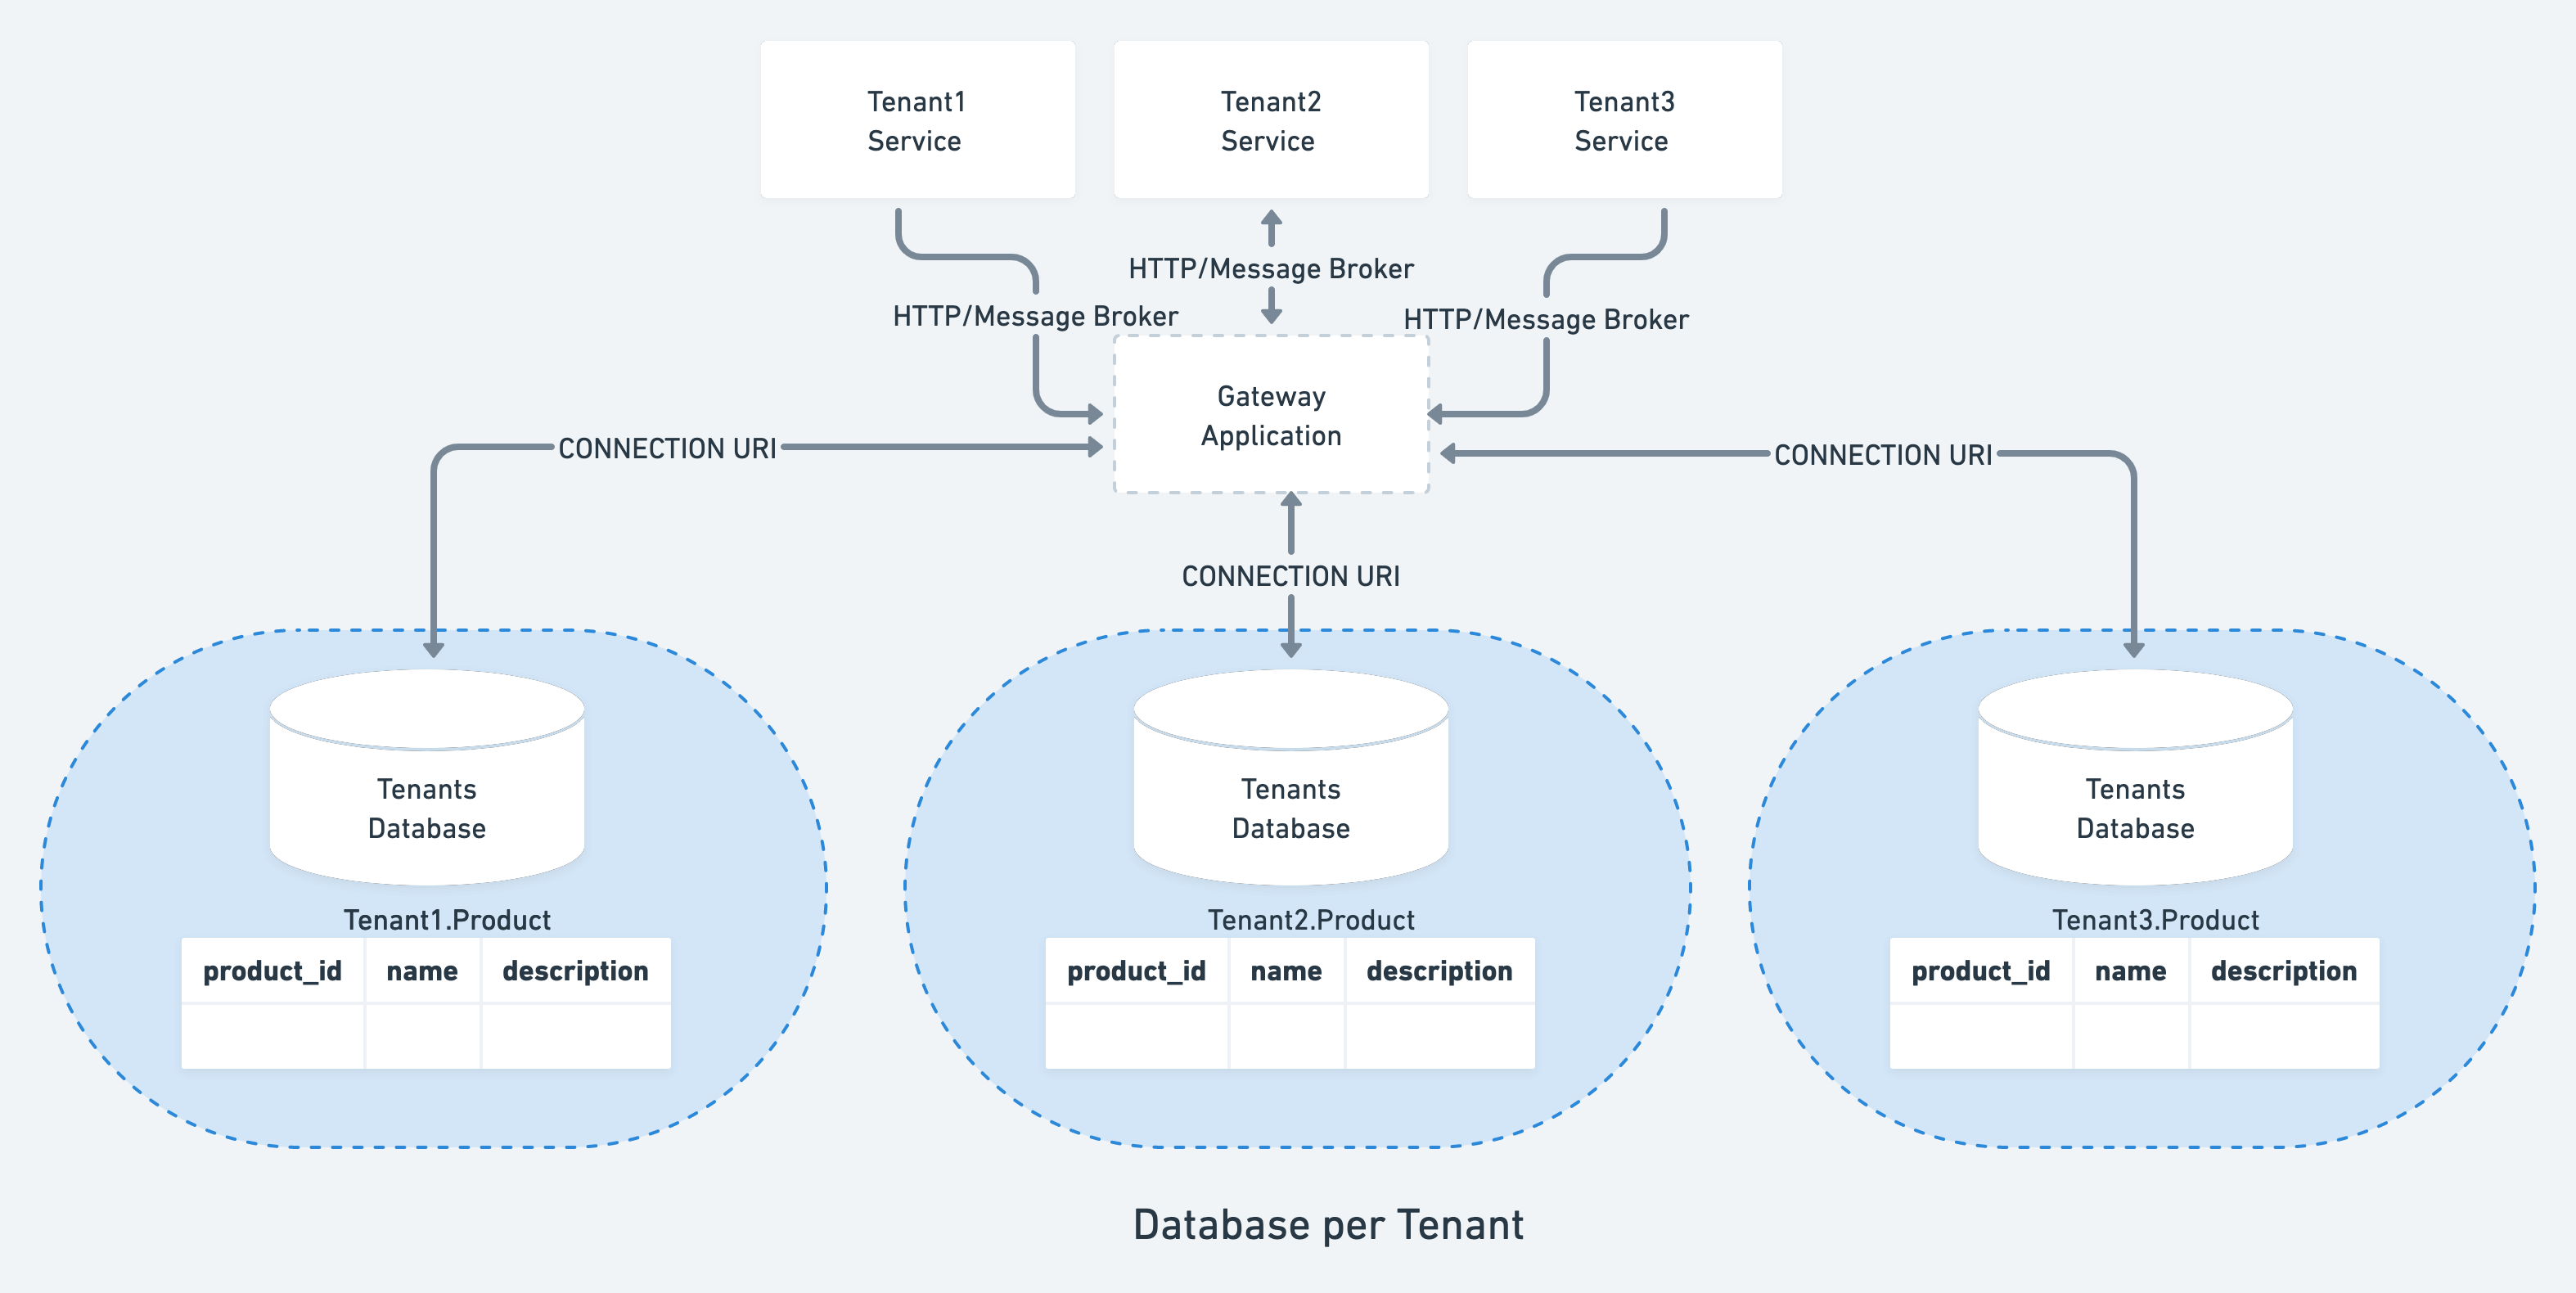 Tenant1
Service
Tenant2
Service
Tenant3
Service
HTTP/Message Broker
HTTP/Message Broker
HTTP/Message Broker
Gateway
Application
CONNECTION URI
CONNECTION URI
CONNECTION URI
Tenants
Database
Tenants
Database
Tenants
Database
Tenant1.Product
product_id name description
Tenant2.Product
product_id name description
Tenant3.Product
product_id name description
Database per Tenant